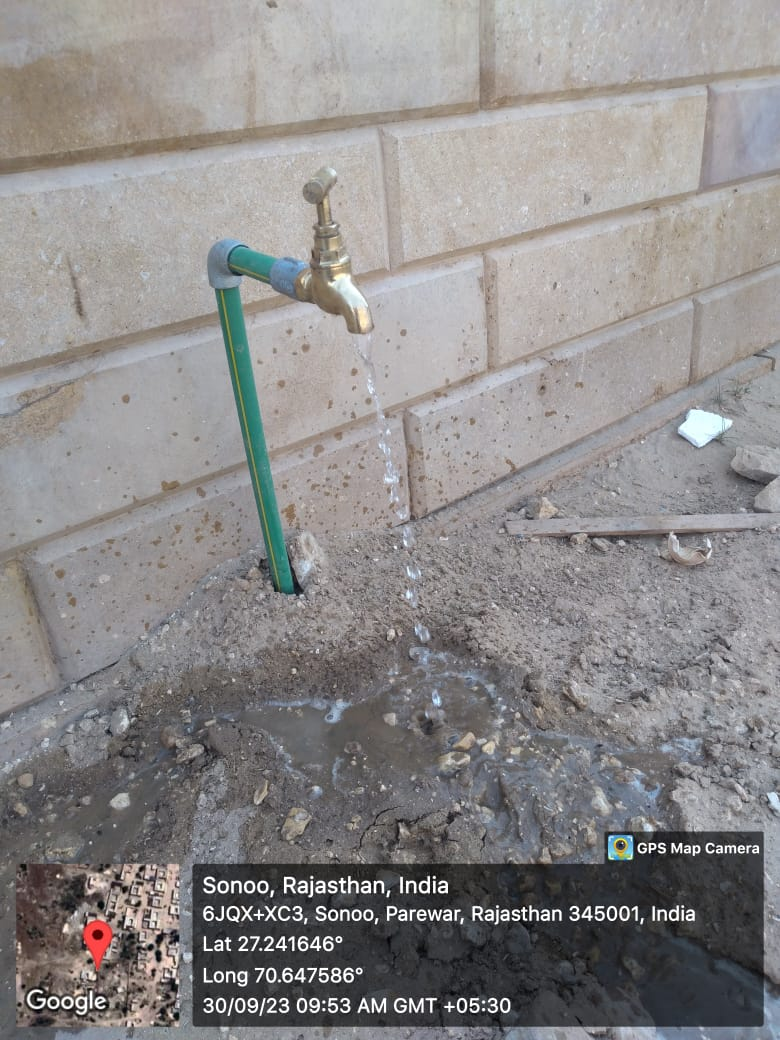 GPS Map Camera
Sonoo, Rajasthan, India
6JQX+XC3, Sonoo, Parewar, Rajasthan 345001, India
Lat 27.241646°
Long 70.647586°
30/09/23 09:53 AM GMT +05:30
Google